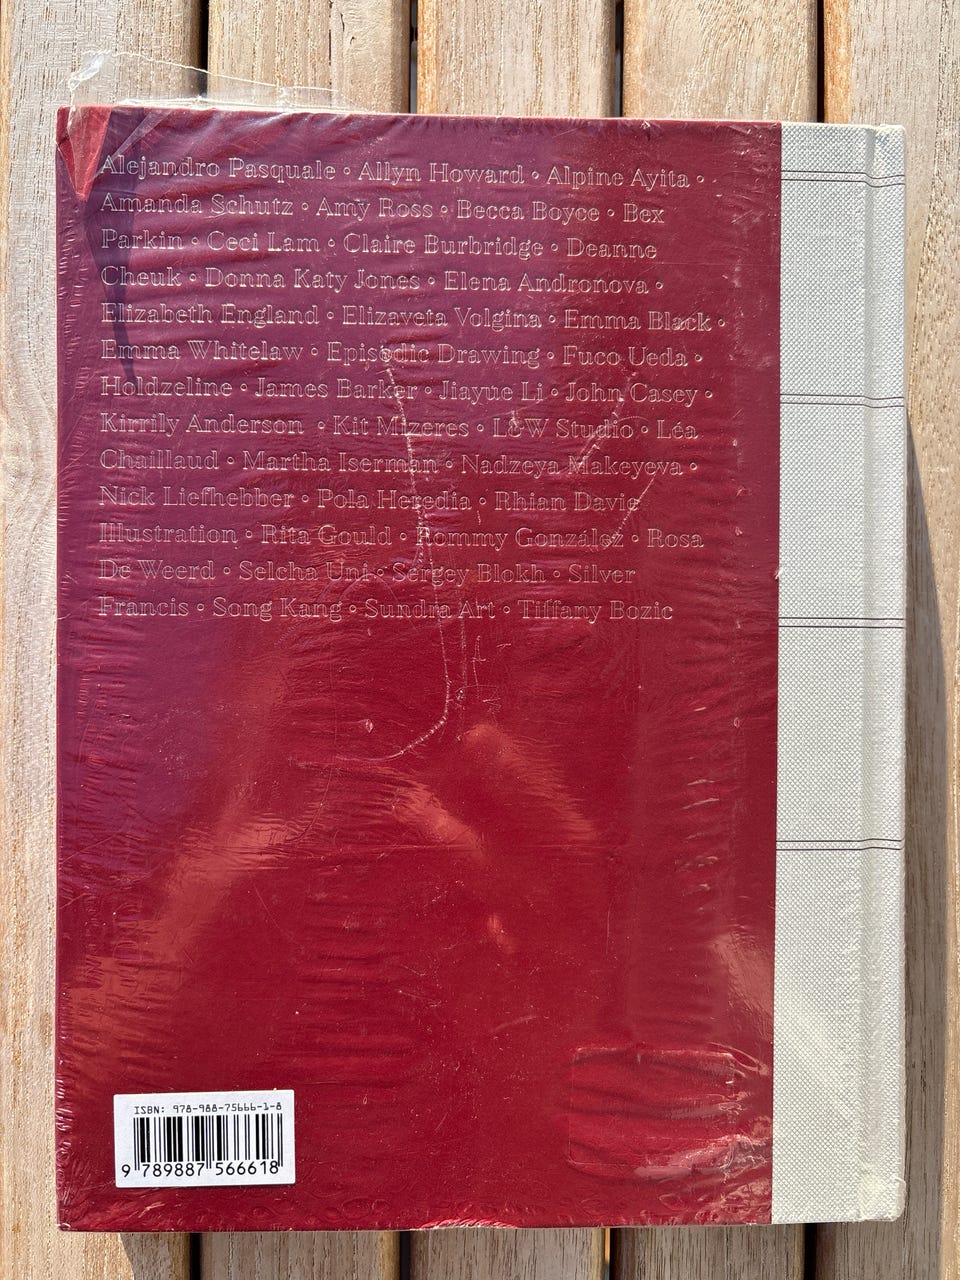 Alejandro Pasquale • Allyn Howard • Alpine Ayita •
Amanda Schutz • Amy Ross • Becca Boyce • Bex
Parkin • Ceci Lam • Claire Burbridge • Deanne
Cheuk • Donna Katy Jones • Elena Andronova •
Elizabeth England • Elizaveta Volgina • Emma Black •
Emma Whitelaw • Episodic Drawing • Fuco Ueda •
Holdzeline • James Barker • Jiayue Li • John Casey •
Kirrily Anderson • Kit Mizeres • L&W Studio • Léa
Chaillaud • Martha Iserman • Nadzeya Makeyeva •
Nick Liefhebber • Pola Heredia • Rhian Davie
Illustration • Rita Gould • Rommy González • Rosa
De Weerd • Selcha Uni • Sergey Blokh • Silver
Francis • Song Kang • Sundra Art • Tiffany Bozic
ISBN: 978-988-75666-1-8
9 789887 566618